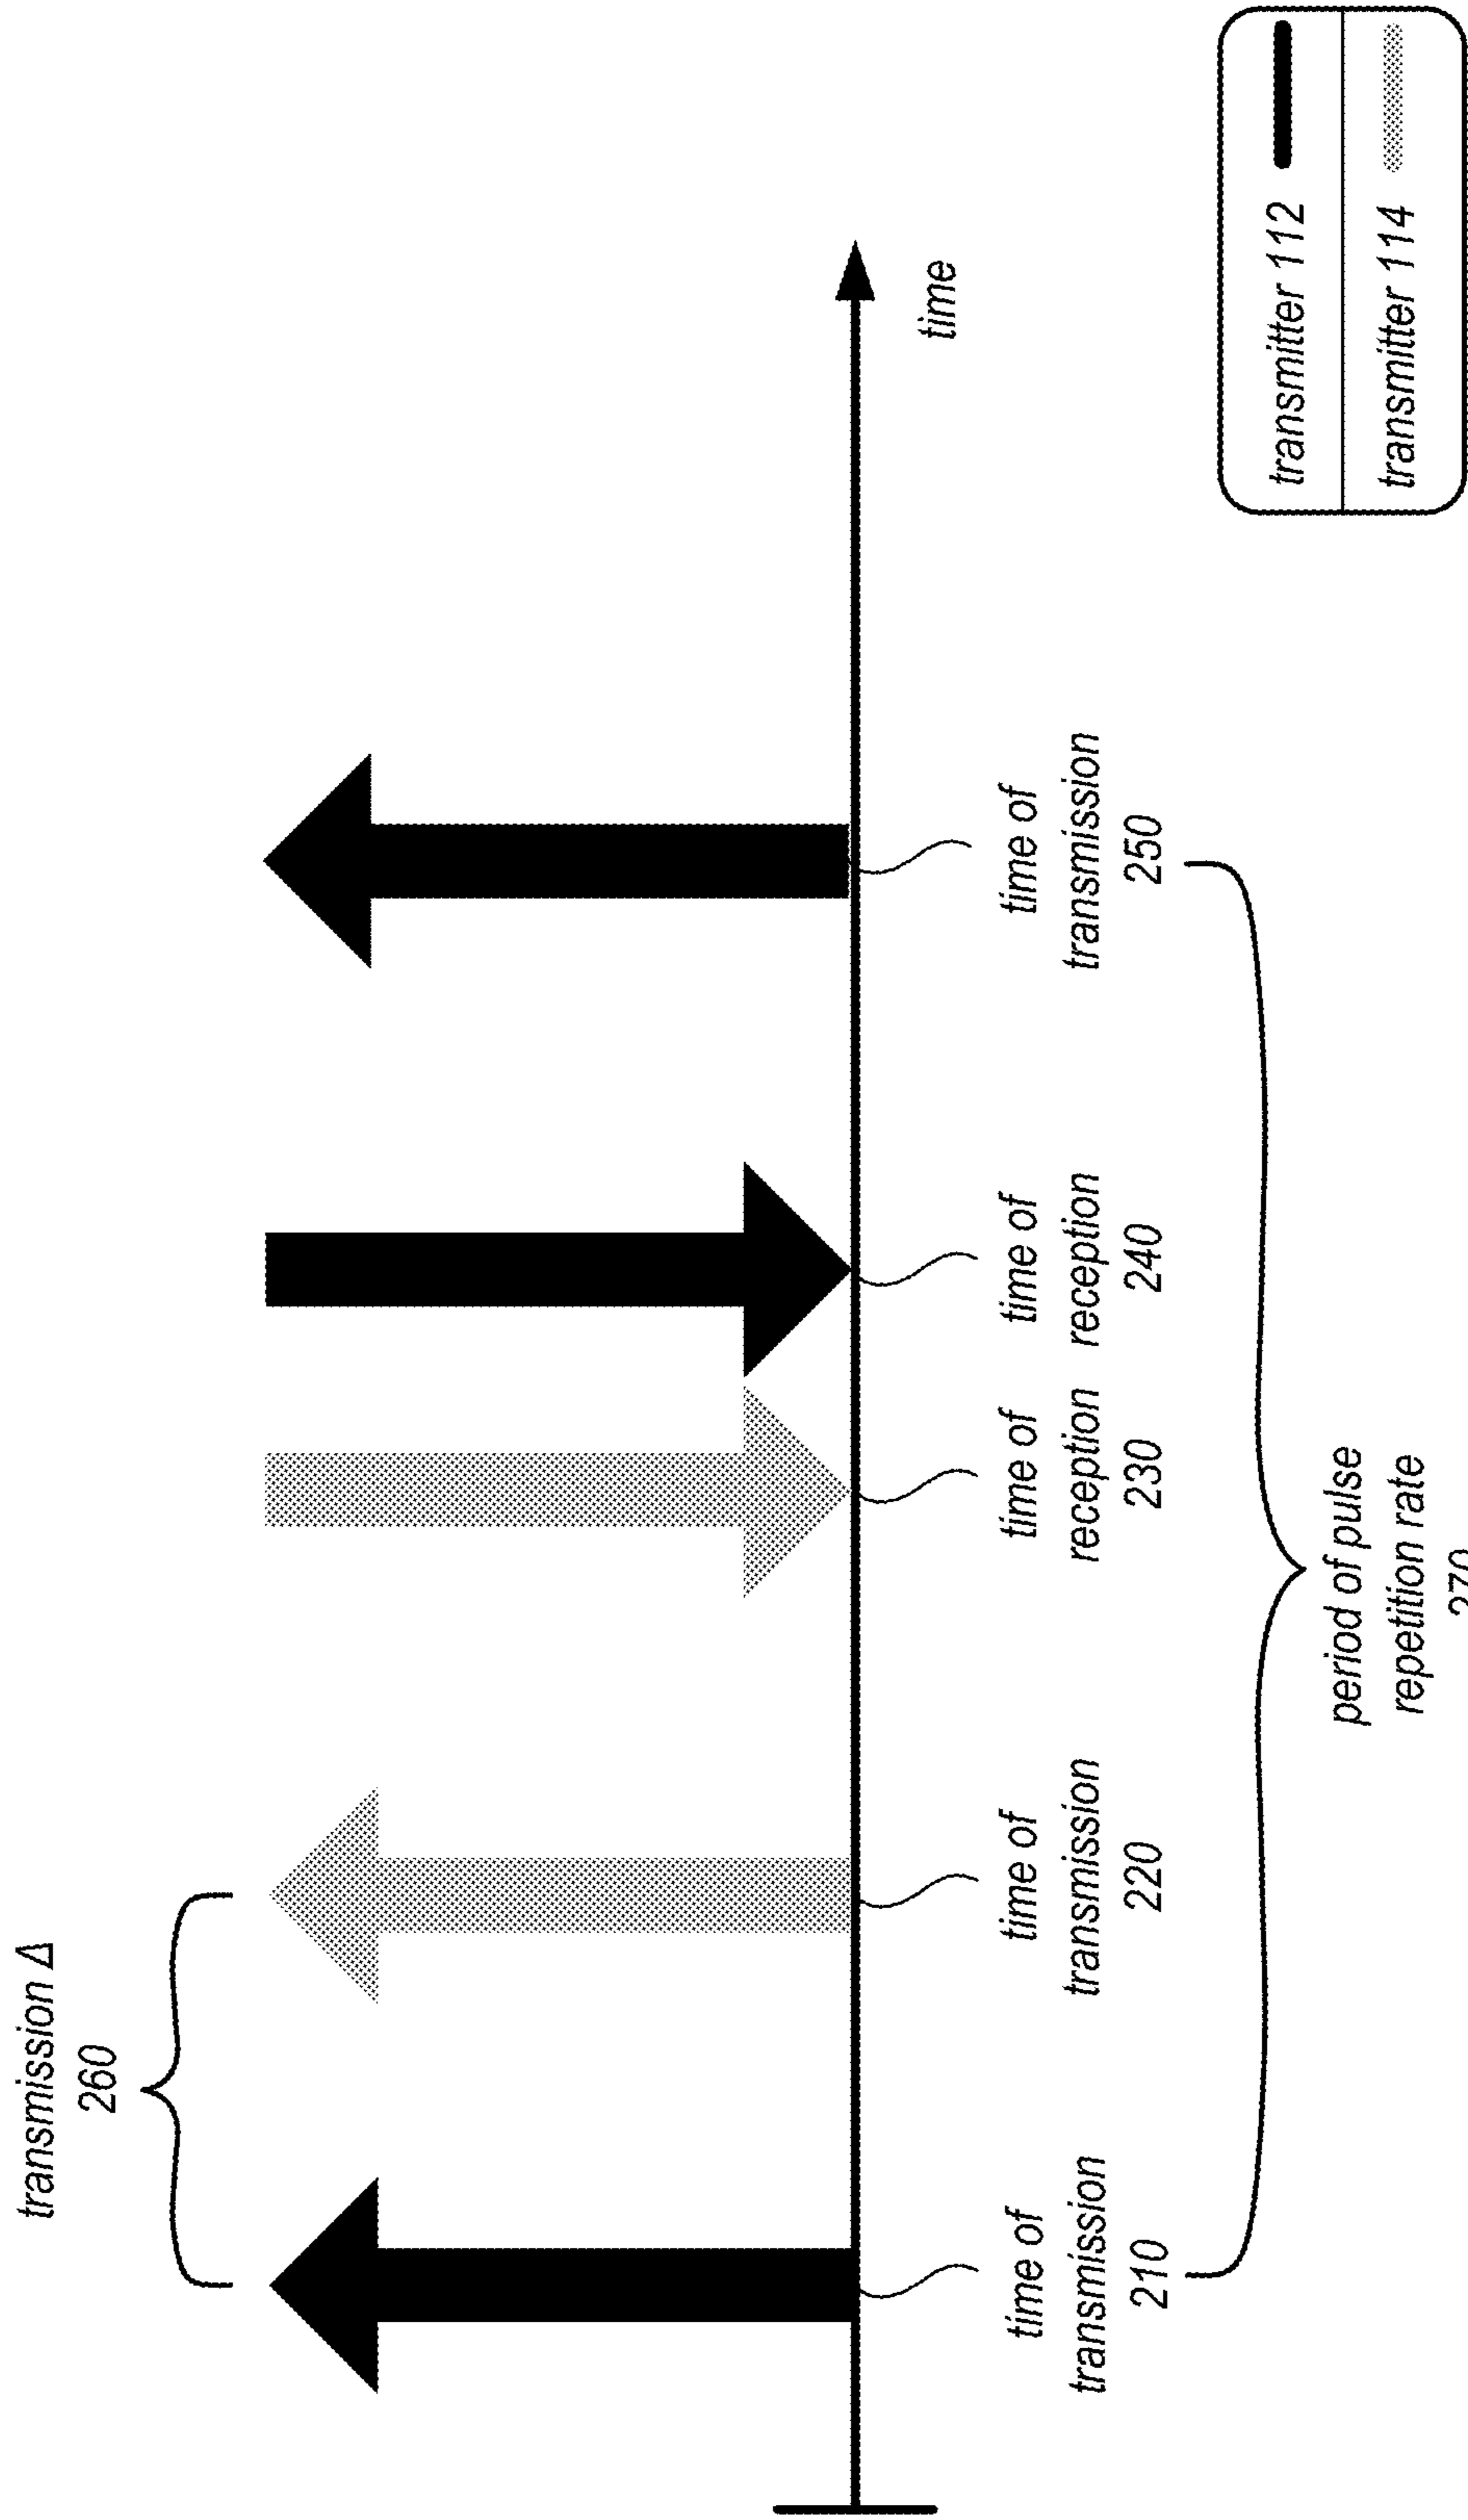 transmission Δ
260
time
time of
transmission
210
time of
transmission
220
time of
reception
230
time of
reception
240
time of
transmission
250
period of pulse
repetition rate
270
transmitter 112
transmitter 114